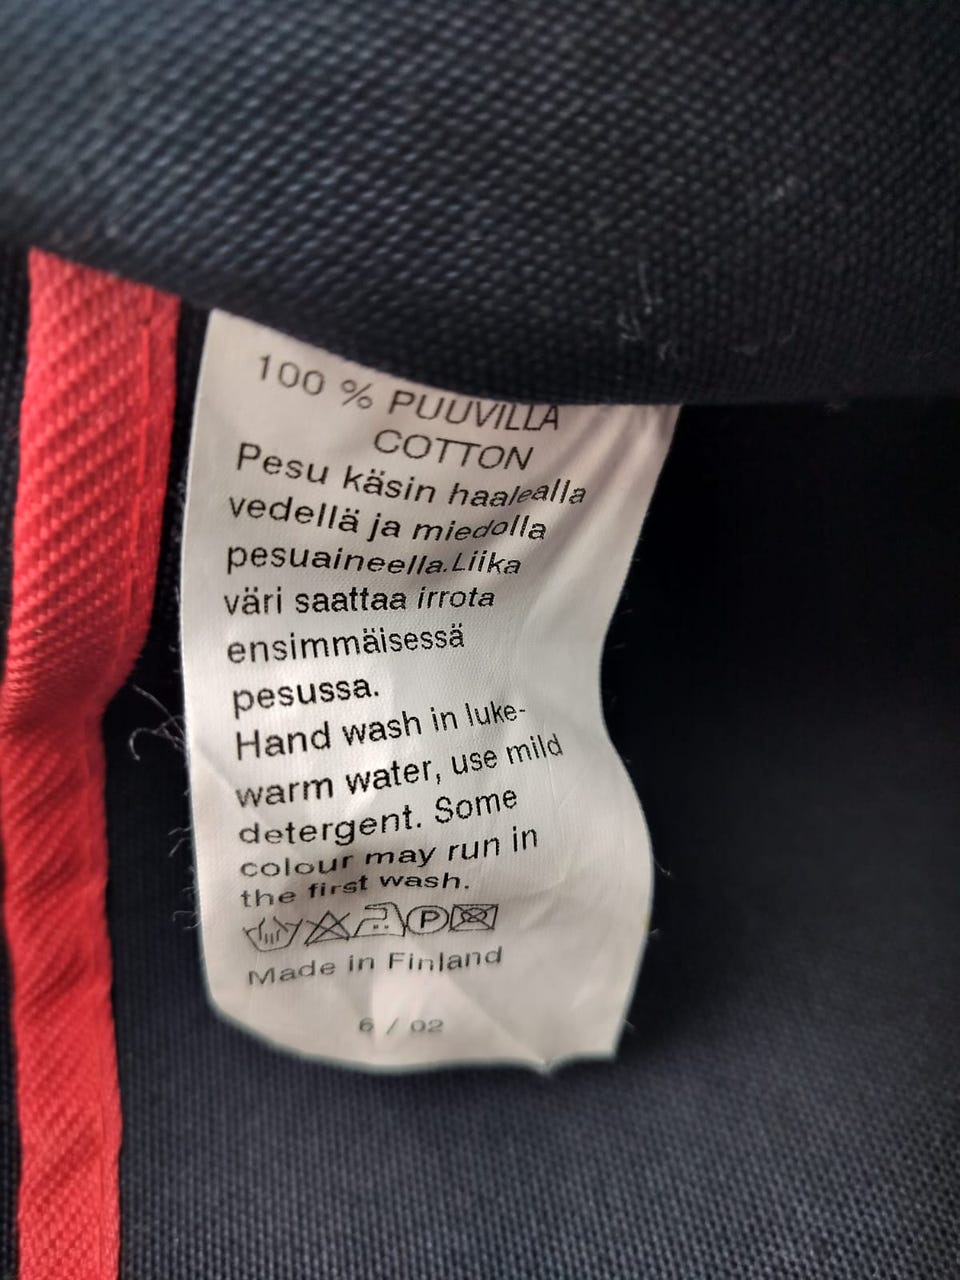 100 % PUUVILLA
COTTON
Pesu käsin haalealla
vedellä ja miedolla
pesuaineella.Liika
väri saattaa irrota
ensimmäisessä
pesussa.
Hand wash in luke-
warm water, use mild
detergent. Some
colour may run in
the first wash.
P
Made in Finland
6 / 02